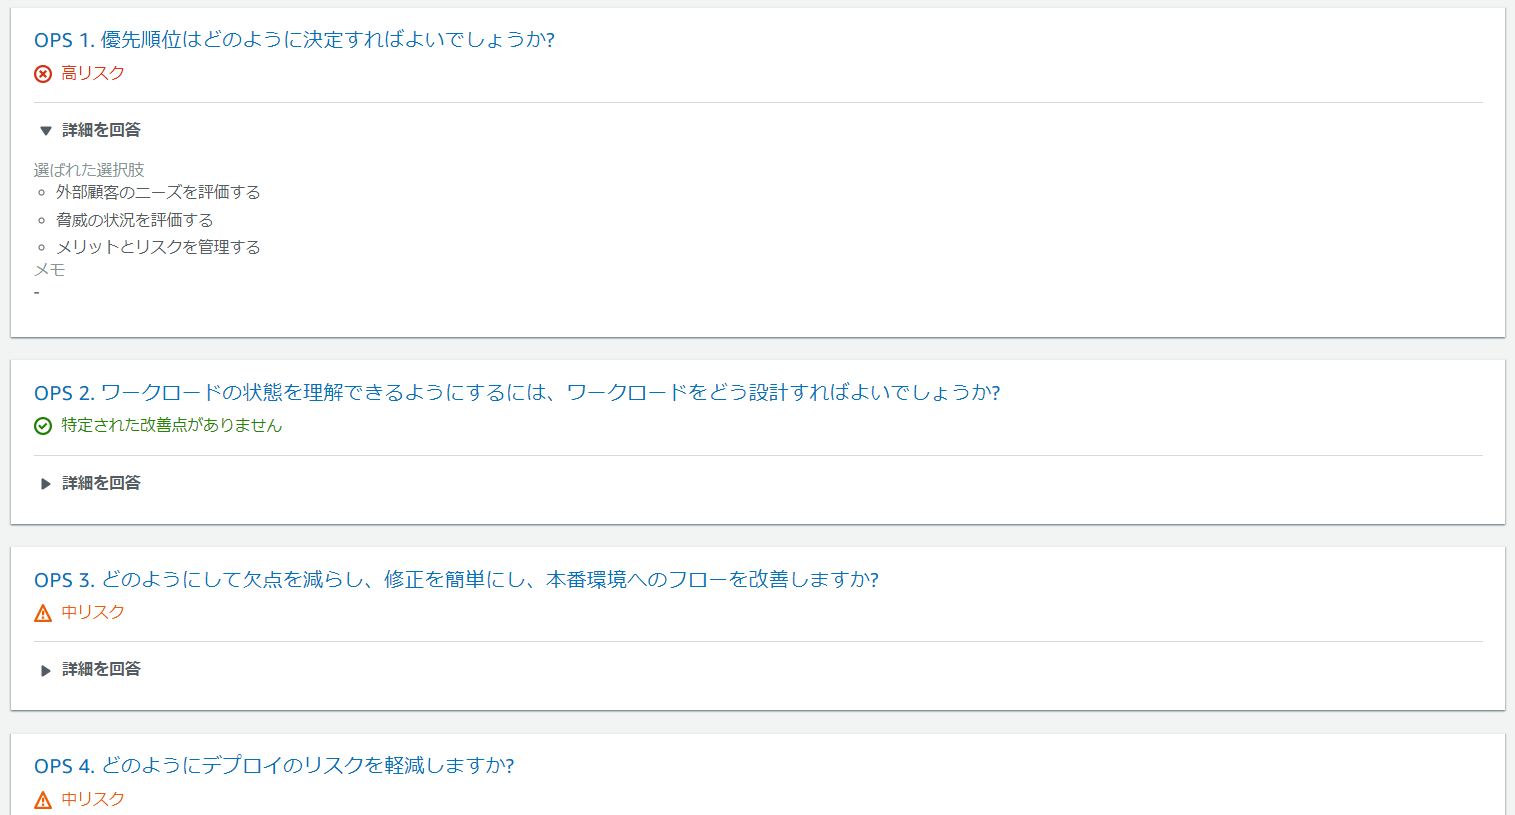 OPS 1. 優先順位はどのように決定すればよいでしょうか?
高リスク
詳細を回答
選ばれた選択肢
外部顧客のニーズを評価する
脅威の状況を評価する
メリットとリスクを管理する
メモ
-
OPS 2. ワークロードの状態を理解できるようにするには、ワークロードをどう設計すればよいでしょうか?
特定された改善点がありません
詳細を回答
OPS 3. どのようにして欠点を減らし、修正を簡単にし、本番環境へのフローを改善しますか?
中リスク
詳細を回答
OPS 4. どのようにデプロイのリスクを軽減しますか?
中リスク